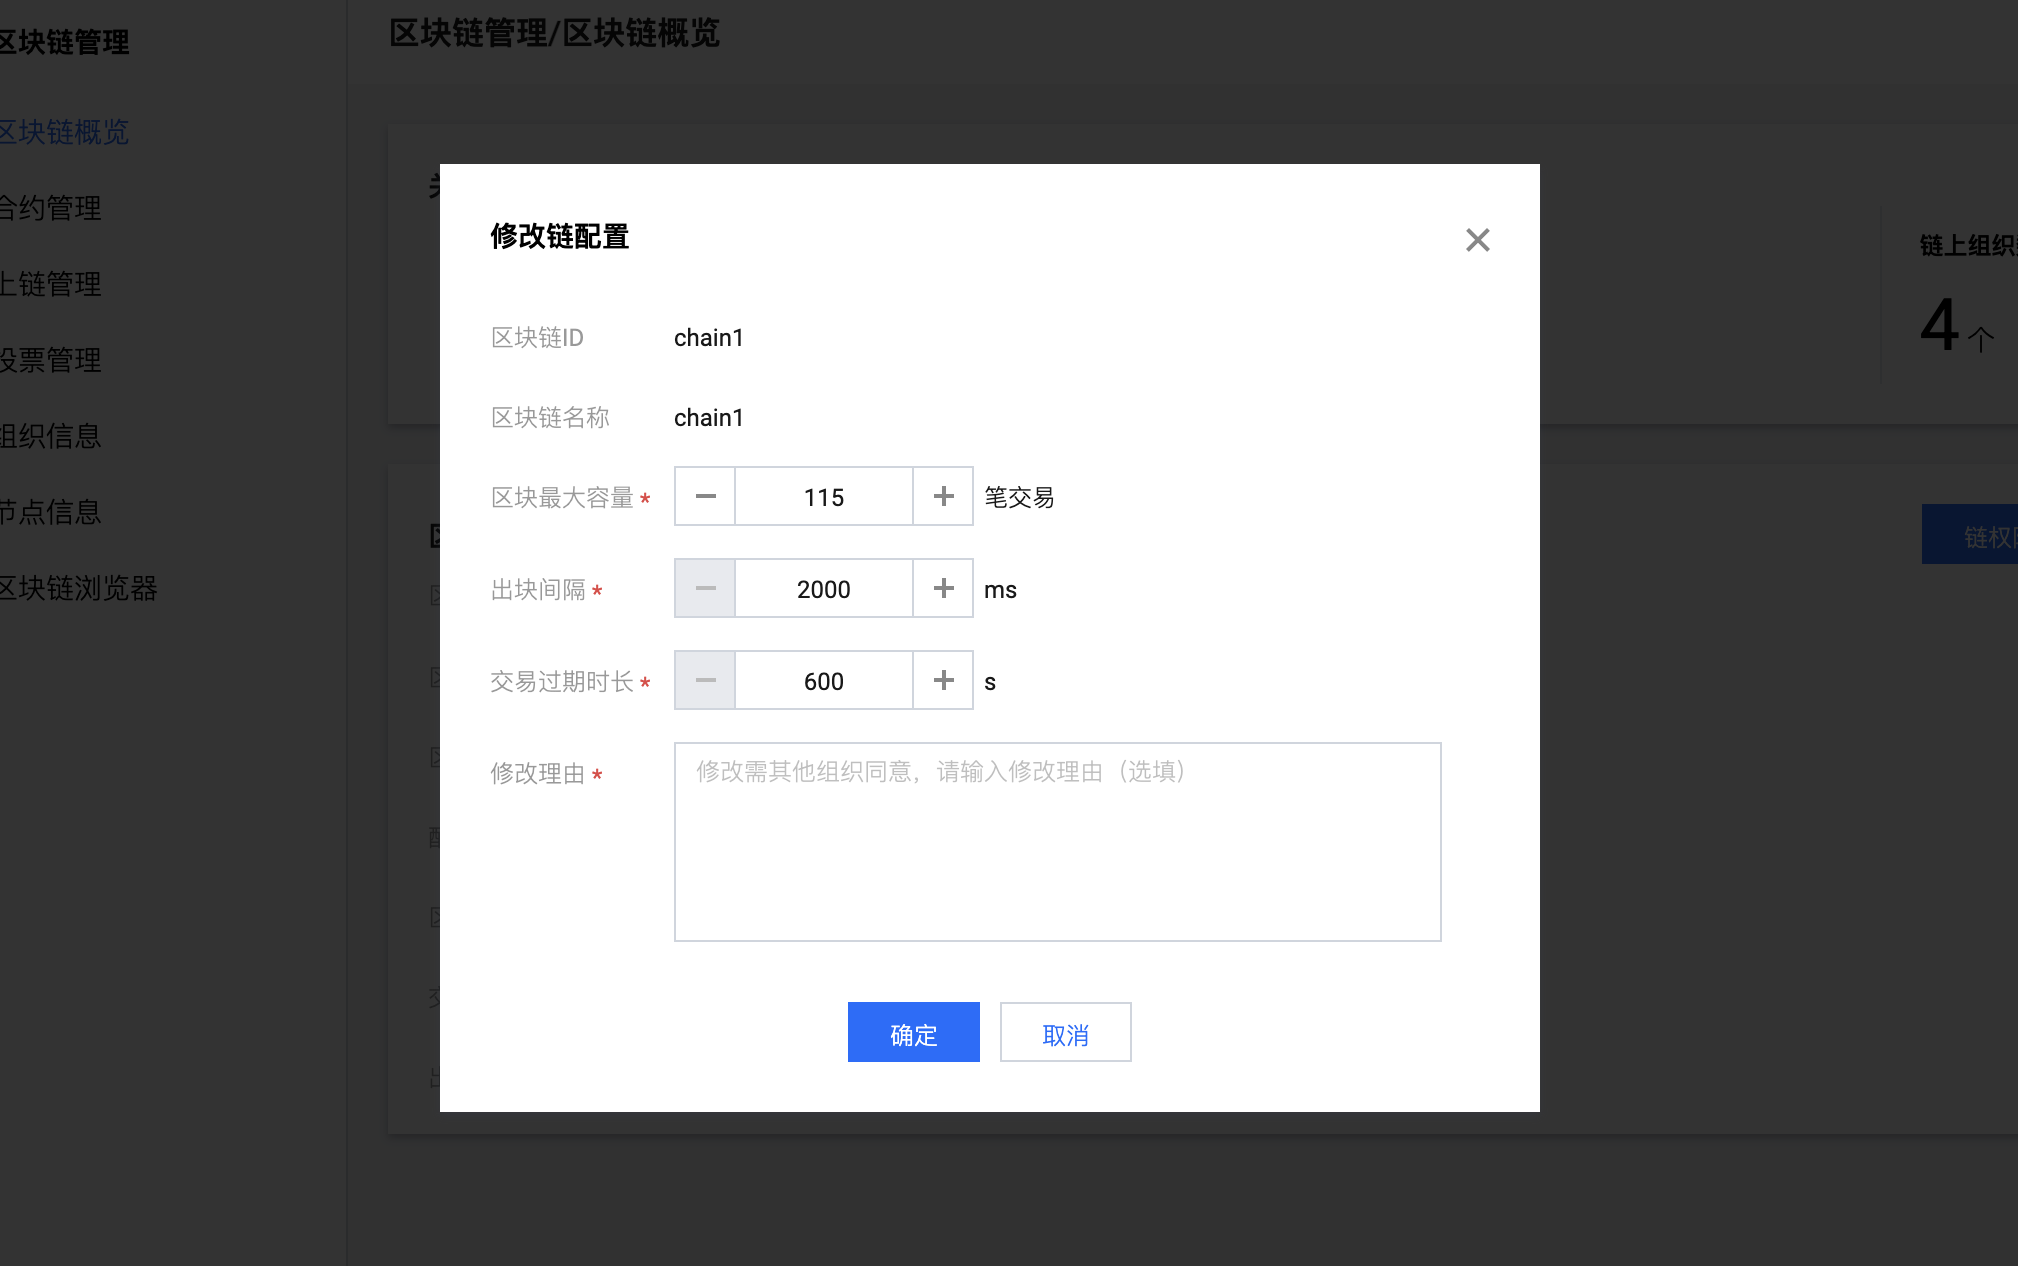 区块链管理
区块链管理/区块链概览
区块链概览
合约管理
上链管理
投票管理
组织信息
节点信息
区块链浏览器
链上组织
4个
链权
修改链配置
区块链ID chain1
区块链名称 chain1
区块最大容量* 115 笔交易
出块间隔* 2000 ms
交易过期时长* 600 s
修改理由* 修改需其他组织同意，请输入修改理由（选填）
确定 取消